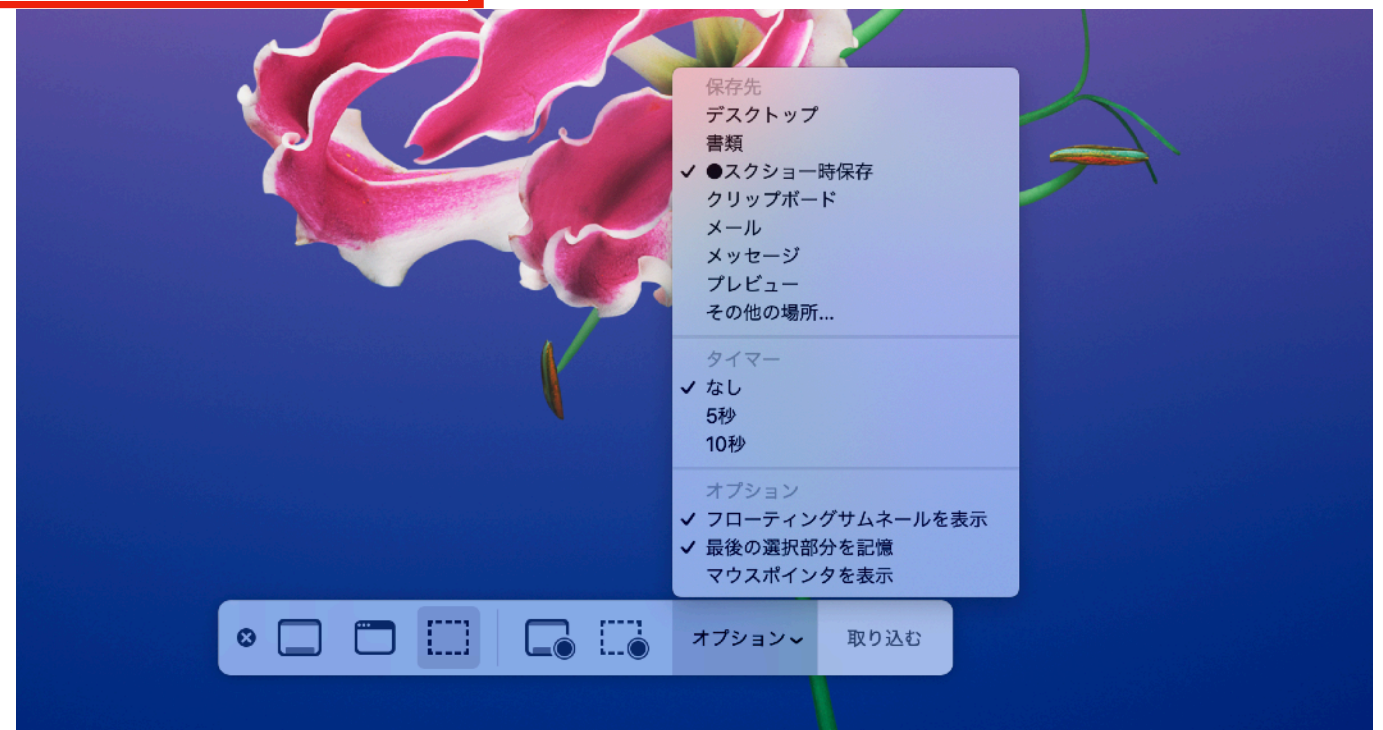 保存先
デスクトップ
書類
✓ ●スクショ一時保存
クリップボード
メール
メッセージ
プレビュー
その他の場所...
タイマー
✓ なし
5秒
10秒
オプション
✓ フローティングサムネールを表示
✓ 最後の選択部分を記憶
マウスポインタを表示
オプション
取り込む